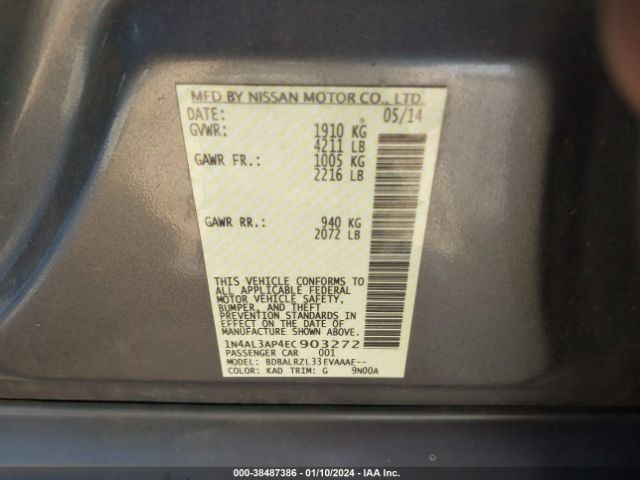 MFD BY NISSAN MOTOR CO., LTD.
DATE: 05/14
GVWR: 1910 KG
4211 LB
GAWR FR.: 1005 KG
2216 LB
GAWR RR.: 940 KG
2072 LB
THIS VEHICLE CONFORMS TO
ALL APPLICABLE FEDERAL
MOTOR VEHICLE SAFETY,
BUMPER, AND THEFT
PREVENTION STANDARDS IN
EFFECT ON THE DATE OF
MANUFACTURE SHOWN ABOVE.
1N4AL3AP4EC903272
PASSENGER CAR 001
MODEL: BDBALRZL33EVAAAE--
COLOR: KAD TRIM: G 9N00A
000-38487386 - 01/10/2024 - IAA